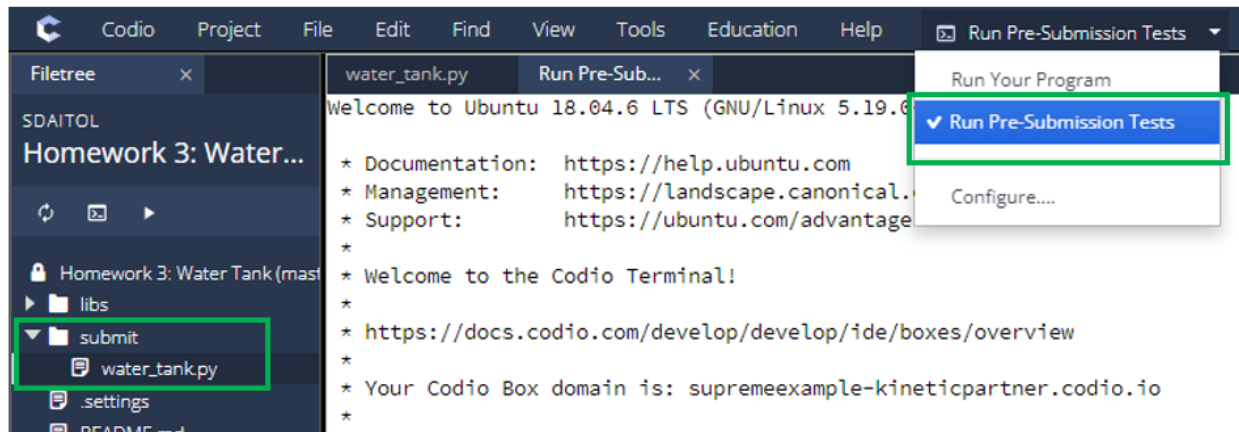 Codio Project File Edit Find View Tools Education Help Run Pre-Submission Tests
Filetree ×
water_tank.py Run Pre-Sub... ×
Run Your Program
Run Pre-Submission Tests
Configure....
SDAITOL
Homework 3: Water...
Homework 3: Water Tank (mast
libs
submit
water_tank.py
.settings
README.md
Welcome to Ubuntu 18.04.6 LTS (GNU/Linux 5.19.0
* Documentation: https://help.ubuntu.com
* Management: https://landscape.canonical.
* Support: https://ubuntu.com/advantage
*
* Welcome to the Codio Terminal!
*
* https://docs.codio.com/develop/develop/ide/boxes/overview
*
* Your Codio Box domain is: supremeexample-kineticpartner.codio.io
*